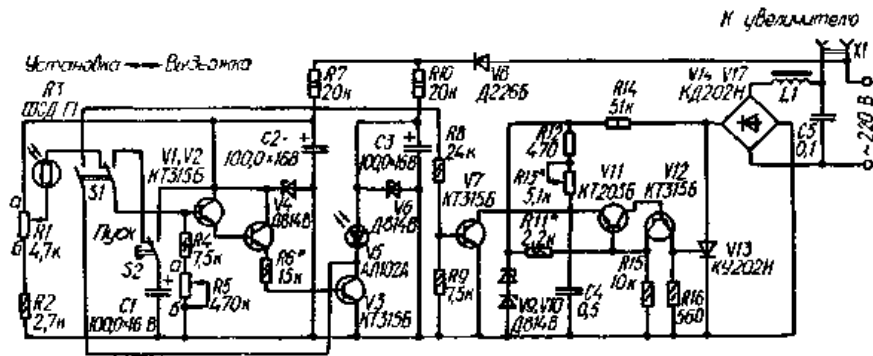 К увеличителю
X1
Установка — Выдержка
R3
ФСД Г1
R7
20к
R10
20к
V8
Д226Б
R14
51к
V14 V17
КД202Н
L1
C5
0,1
~220 В
C2
100,0×16В
C3
100,0×16В
R8
24к
R12
470
R13*
5,1к
V11
КТ203Б
V12
КТ315Б
V1, V2
КТ315Б
S1
V4
Д814В
V6
Д814В
V7
КТ315Б
R11*
2,2к
V13
КУ202Н
а
R1
б
4,7к
Пуск
S2
R4
7,5к
а
R5
б
470к
R6*
15к
V5
АЛ102А
V3
КТ315Б
R9
7,5к
V9, V10
Д814В
C4
0,5
R15
10к
R16
560
R2
2,7к
C1
100,0×16 В